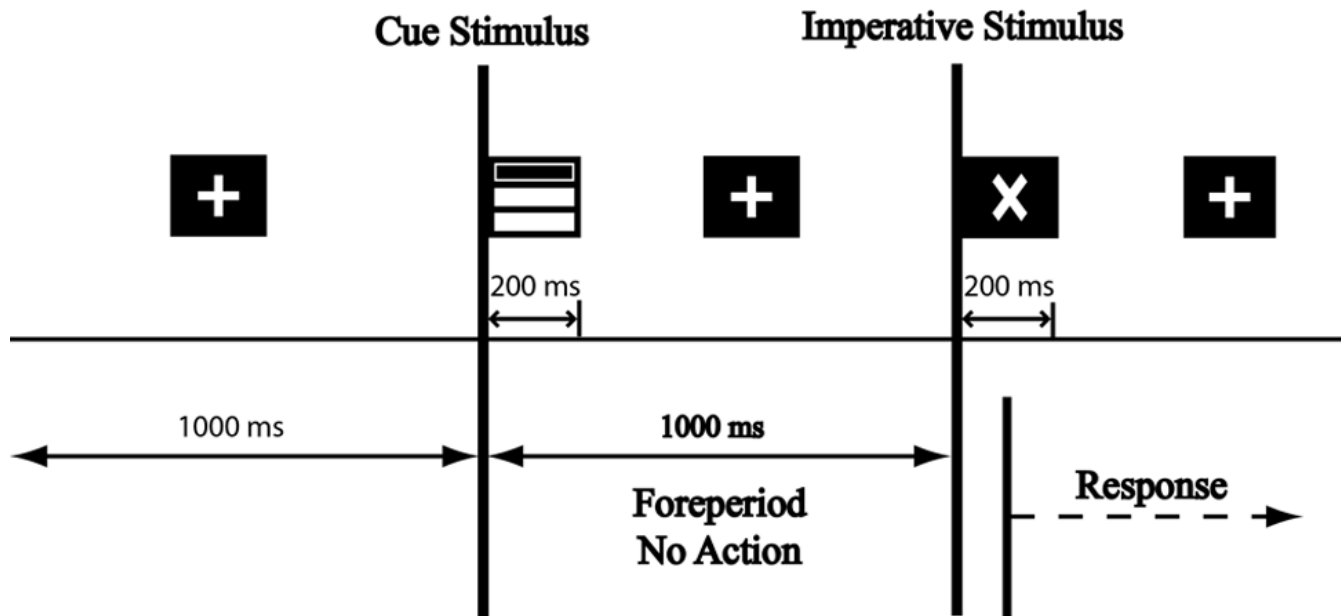 Cue Stimulus
Imperative Stimulus
200 ms
200 ms
1000 ms
1000 ms
Foreperiod
No Action
Response